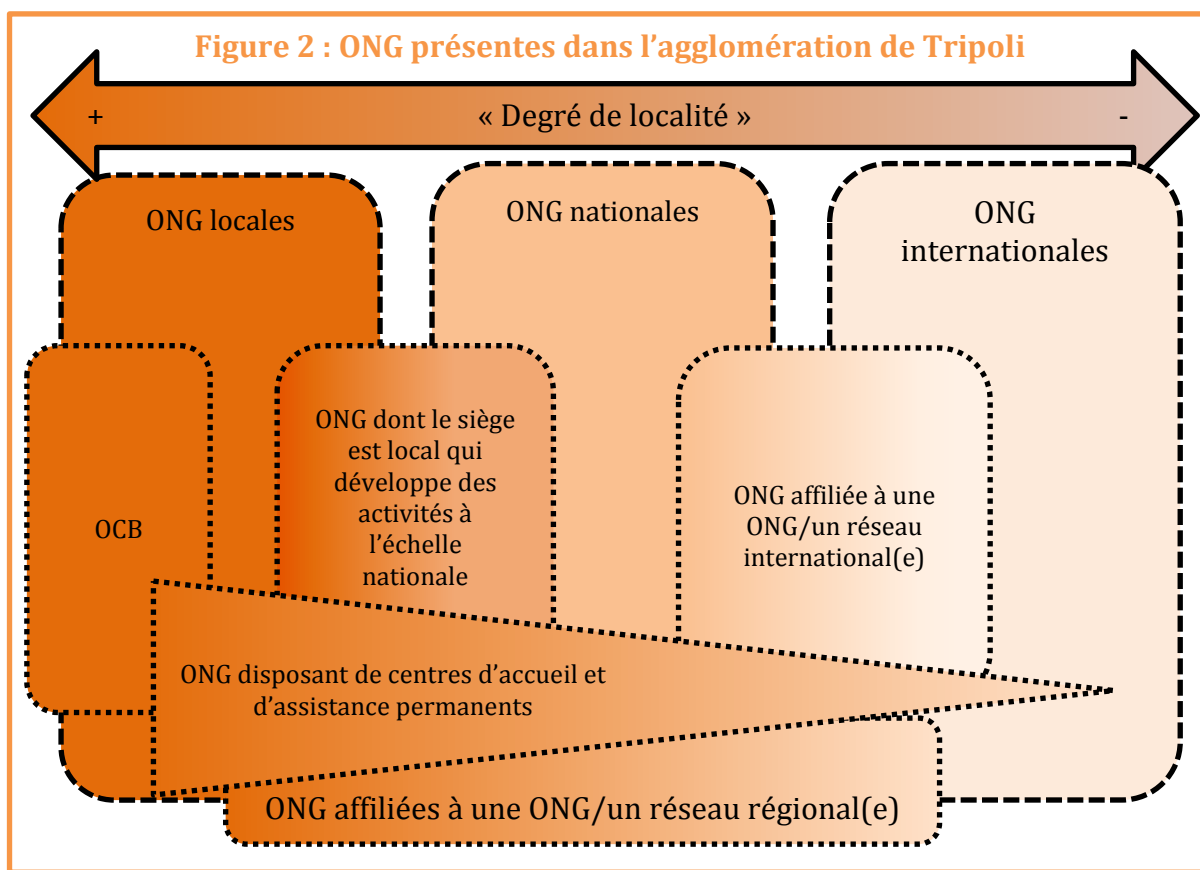 Figure 2 : ONG présentes dans l’agglomération de Tripoli
+
« Degré de localité »
-
ONG locales
ONG nationales
ONG
internationales
OCB
ONG dont le siège
est local qui
développe des
activités à
l’échelle
nationale
ONG affiliée à une
ONG/un réseau
international(e)
ONG disposant de centres d’accueil et
d’assistance permanents
ONG affiliées à une ONG/un réseau régional(e)